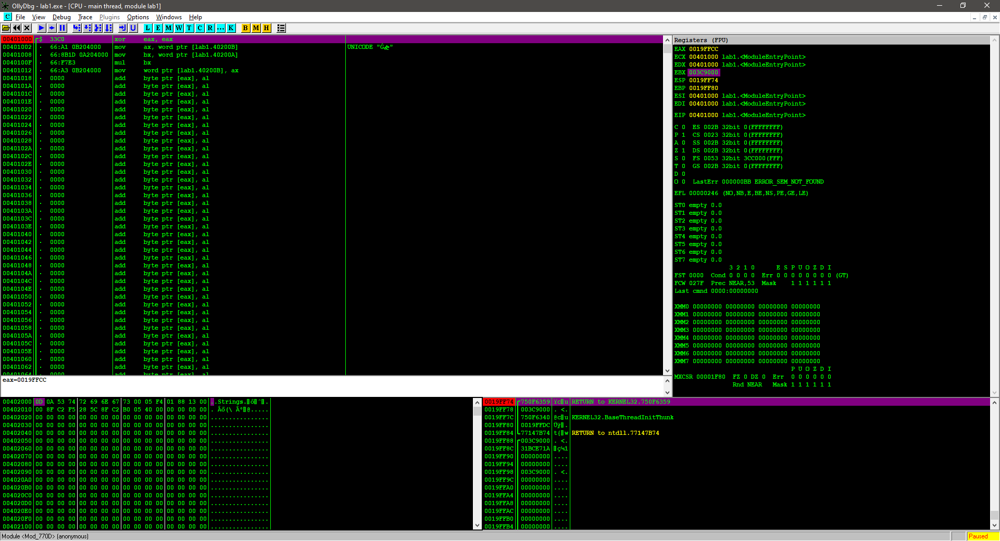 OllyDbg - lab1.exe - [CPU - main thread, module lab1]
C File View Debug Trace Plugins Options Windows Help
L E M W T C R ... K B M H
00401000 $ 33C0 xor eax, eax
00401002 . 66:A1 0B204000 mov ax, word ptr [lab1.40200B] UNICODE
00401008 . 66:8B1D 0A204000 mov bx, word ptr [lab1.40200A]
0040100F . 66:F7E3 mul bx
00401012 . 66:A3 0B204000 mov word ptr [lab1.40200B], ax
00401018 . 0000 add byte ptr [eax], al
0040101A . 0000 add byte ptr [eax], al
0040101C . 0000 add byte ptr [eax], al
0040101E . 0000 add byte ptr [eax], al
00401020 . 0000 add byte ptr [eax], al
00401022 . 0000 add byte ptr [eax], al
00401024 . 0000 add byte ptr [eax], al
00401026 . 0000 add byte ptr [eax], al
00401028 . 0000 add byte ptr [eax], al
0040102A . 0000 add byte ptr [eax], al
0040102C . 0000 add byte ptr [eax], al
0040102E . 0000 add byte ptr [eax], al
00401030 . 0000 add byte ptr [eax], al
00401032 . 0000 add byte ptr [eax], al
00401034 . 0000 add byte ptr [eax], al
00401036 . 0000 add byte ptr [eax], al
00401038 . 0000 add byte ptr [eax], al
0040103A . 0000 add byte ptr [eax], al
0040103C . 0000 add byte ptr [eax], al
0040103E . 0000 add byte ptr [eax], al
00401040 . 0000 add byte ptr [eax], al
00401042 . 0000 add byte ptr [eax], al
00401044 . 0000 add byte ptr [eax], al
00401046 . 0000 add byte ptr [eax], al
00401048 . 0000 add byte ptr [eax], al
0040104A . 0000 add byte ptr [eax], al
0040104C . 0000 add byte ptr [eax], al
0040104E . 0000 add byte ptr [eax], al
00401050 . 0000 add byte ptr [eax], al
00401052 . 0000 add byte ptr [eax], al
00401054 . 0000 add byte ptr [eax], al
00401056 . 0000 add byte ptr [eax], al
00401058 . 0000 add byte ptr [eax], al
0040105A . 0000 add byte ptr [eax], al
0040105C . 0000 add byte ptr [eax], al
0040105E . 0000 add byte ptr [eax], al
00401060 . 0000 add byte ptr [eax], al
00401062 . 0000 add byte ptr [eax], al
00401064 . 0000 add byte ptr [eax], al
eax=0019FFCC
Registers (FPU)
EAX 0019FFCC
ECX 00401000 lab1.<ModuleEntryPoint>
EDX 00401000 lab1.<ModuleEntryPoint>
EBX 003C9000
ESP 0019FF74
EBP 0019FF80
ESI 00401000 lab1.<ModuleEntryPoint>
EDI 00401000 lab1.<ModuleEntryPoint>
EIP 00401000 lab1.<ModuleEntryPoint>
C 0 ES 002B 32bit 0(FFFFFFFF)
P 1 CS 0023 32bit 0(FFFFFFFF)
A 0 SS 002B 32bit 0(FFFFFFFF)
Z 1 DS 002B 32bit 0(FFFFFFFF)
S 0 FS 0053 32bit 3CC000(FFF)
T 0 GS 002B 32bit 0(FFFFFFFF)
D 0
O 0 LastErr 000000BB ERROR_SEM_NOT_FOUND
EFL 00000246 (NO,NB,E,BE,NS,PE,GE,LE)
ST0 empty 0.0
ST1 empty 0.0
ST2 empty 0.0
ST3 empty 0.0
ST4 empty 0.0
ST5 empty 0.0
ST6 empty 0.0
ST7 empty 0.0
3 2 1 0 E S P U O Z D I
FST 0000 Cond 0 0 0 0 Err 0 0 0 0 0 0 0 0 (GT)
FCW 027F Prec NEAR,53 Mask 1 1 1 1 1 1
Last cmnd 0000:00000000
XMM0 00000000 00000000 00000000 00000000
XMM1 00000000 00000000 00000000 00000000
XMM2 00000000 00000000 00000000 00000000
XMM3 00000000 00000000 00000000 00000000
XMM4 00000000 00000000 00000000 00000000
XMM5 00000000 00000000 00000000 00000000
XMM6 00000000 00000000 00000000 00000000
XMM7 00000000 00000000 00000000 00000000
P U O Z D I
MXCSR 00001F80 FZ 0 DZ 0 Err 0 0 0 0 0 0
Rnd NEAR Mask 1 1 1 1 1 1
00402000 0D 0A 53 74 72 69 6E 67 73 00 05 F4 01 88 13 00 ..Strings.
00402010 00 8F C2 F5 28 5C 8F C2 B0 05 40 00 00 00 00 00
00402020 00 00 00 00 00 00 00 00 00 00 00 00 00 00 00 00 ................
00402030 00 00 00 00 00 00 00 00 00 00 00 00 00 00 00 00 ................
00402040 00 00 00 00 00 00 00 00 00 00 00 00 00 00 00 00 ................
00402050 00 00 00 00 00 00 00 00 00 00 00 00 00 00 00 00 ................
00402060 00 00 00 00 00 00 00 00 00 00 00 00 00 00 00 00 ................
00402070 00 00 00 00 00 00 00 00 00 00 00 00 00 00 00 00 ................
00402080 00 00 00 00 00 00 00 00 00 00 00 00 00 00 00 00 ................
00402090 00 00 00 00 00 00 00 00 00 00 00 00 00 00 00 00 ................
004020A0 00 00 00 00 00 00 00 00 00 00 00 00 00 00 00 00 ................
004020B0 00 00 00 00 00 00 00 00 00 00 00 00 00 00 00 00 ................
004020C0 00 00 00 00 00 00 00 00 00 00 00 00 00 00 00 00 ................
004020D0 00 00 00 00 00 00 00 00 00 00 00 00 00 00 00 00 ................
004020E0 00 00 00 00 00 00 00 00 00 00 00 00 00 00 00 00 ................
004020F0 00 00 00 00 00 00 00 00 00 00 00 00 00 00 00 00 ................
00402100 00 00 00 00 00 00 00 00 00 00 00 00 00 00 00 00 ................
0019FF74 750F6359 RETURN to KERNEL32.750F6359
0019FF78 003C9000 . <.
0019FF7C 750F6340 KERNEL32.BaseThreadInitThunk
0019FF80 0019FFDC
0019FF84 77147B74 RETURN to ntdll.77147B74
0019FF88 003C9000 . <.
0019FF8C 31BCE71A
0019FF90 00000000 ....
0019FF94 00000000 ....
0019FF98 003C9000 . <.
0019FF9C 00000000 ....
0019FFA0 00000000 ....
0019FFA4 00000000 ....
0019FFA8 00000000 ....
0019FFAC 00000000 ....
0019FFB0 00000000 ....
0019FFB4 00000000 ....
Module <Mod_770D> (anonymous)
Paused